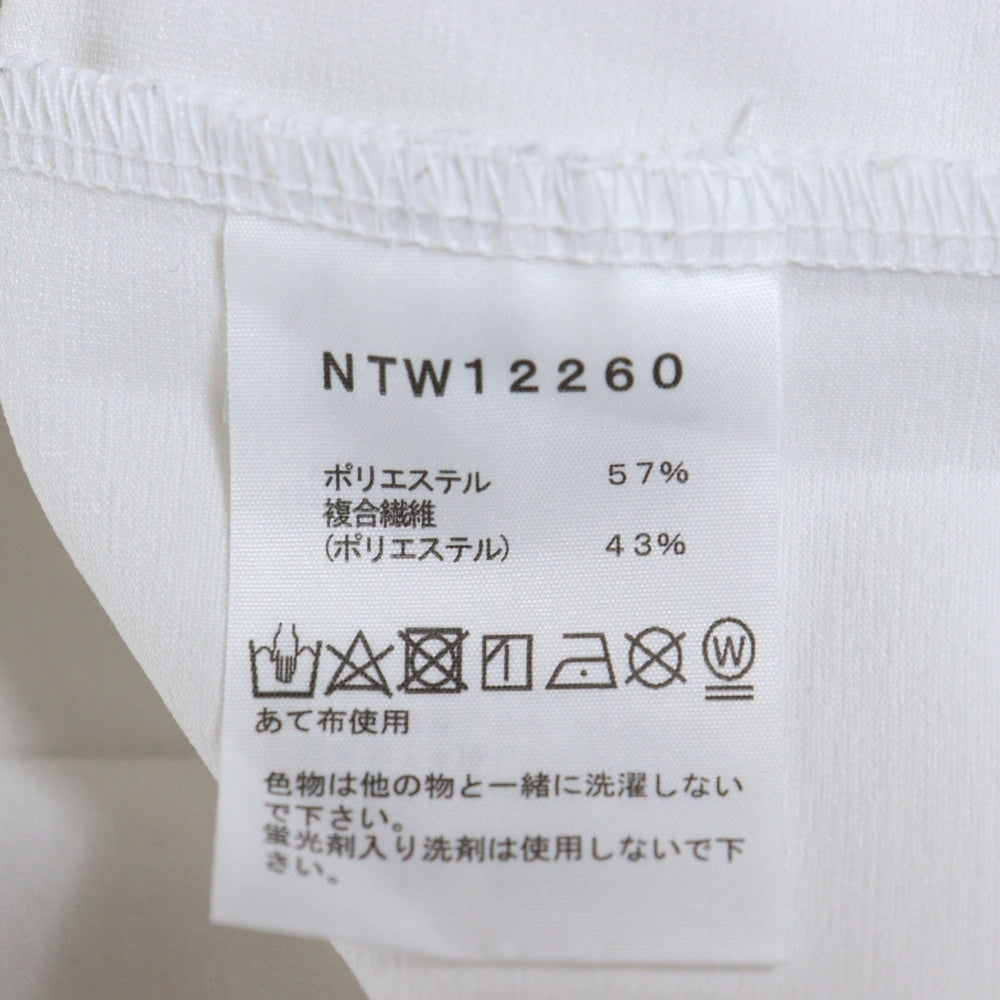 NTW12260
ポリエステル 57%
複合繊維
(ポリエステル) 43%
W
あて布使用
色物は他の物と一緒に洗濯しない
で下さい。
蛍光剤入り洗剤は使用しないで下
さい。